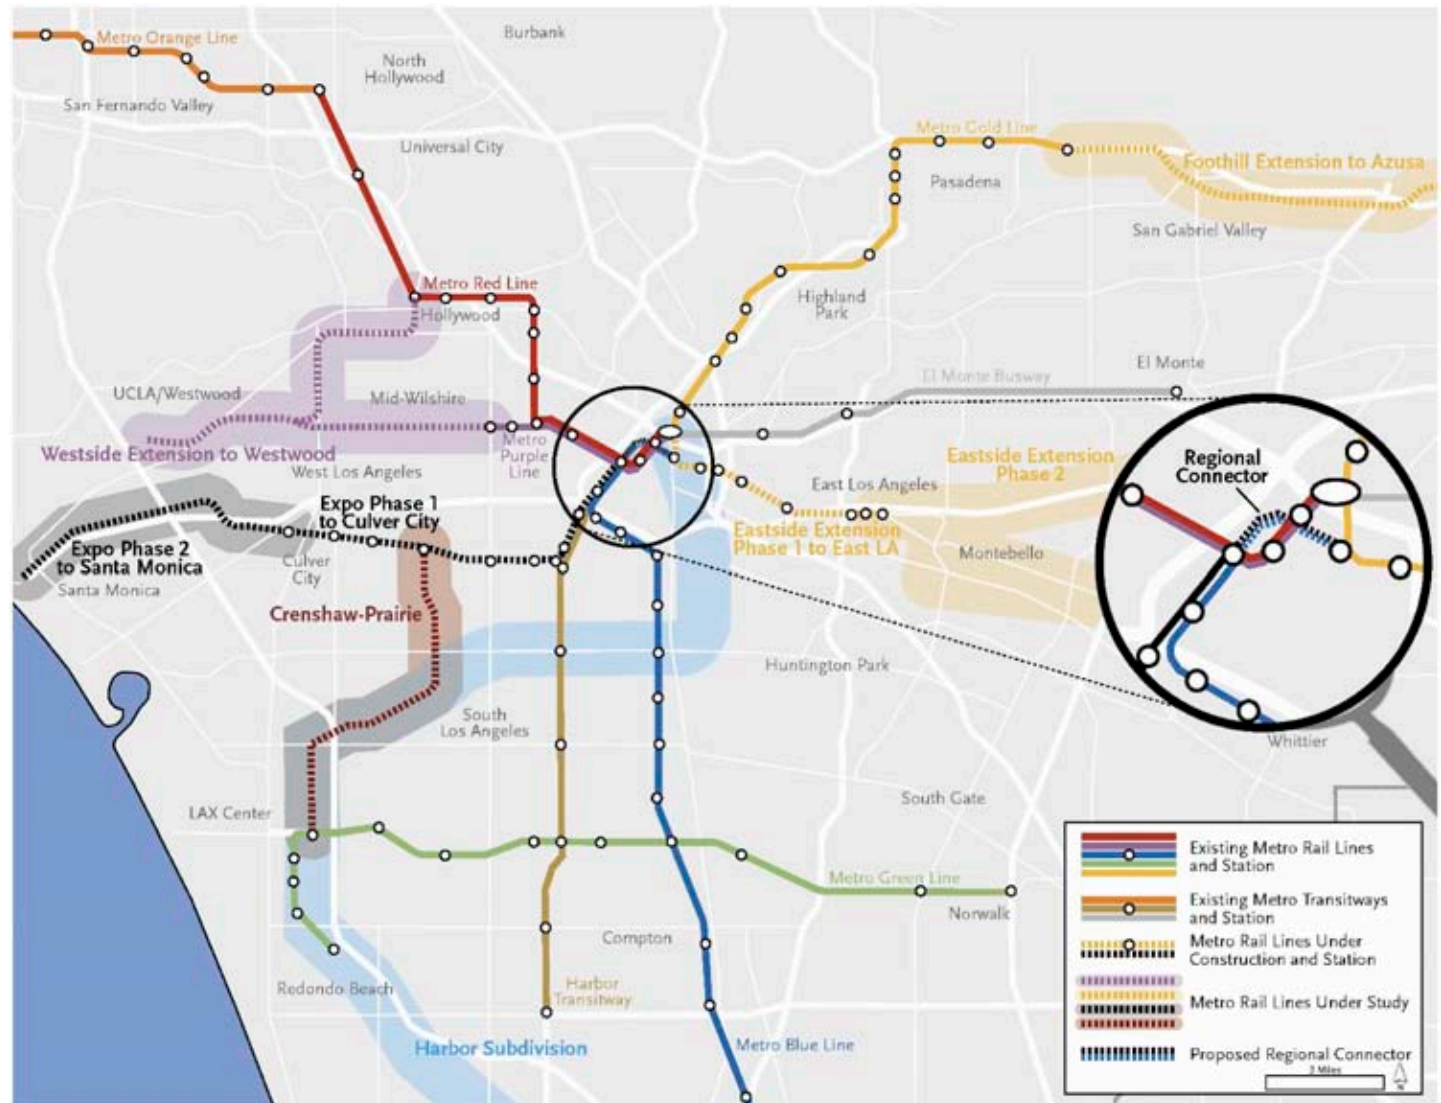 Burbank
Metro Orange Line
North
Hollywood
San Fernando Valley
Universal City
Metro Gold Line
Pasadena
Foothill Extension to Azusa
San Gabriel Valley
Metro Red Line
Hollywood
Highland
Park
El Monte
El Monte Busway
UCLA/Westwood
Mid-Wilshire
Metro
Purple
Line
Westside Extension to Westwood
West Los Angeles
Eastside Extension
Phase 2
Regional
Connector
East Los Angeles
Expo Phase 1
to Culver City
Eastside Extension
Phase 1 to East LA
Expo Phase 2
to Santa Monica
Culver
City
Montebello
Santa Monica
Crenshaw-Prairie
Huntington Park
South
Los Angeles
Whittier
LAX Center
South Gate
Metro Green Line
Norwalk
Compton
Redondo Beach
Harbor
Transitway
Harbor Subdivision
Metro Blue Line
Existing Metro Rail Lines
and Station
Existing Metro Transitways
and Station
Metro Rail Lines Under
Construction and Station
Metro Rail Lines Under Study
Proposed Regional Connector
Miles
N